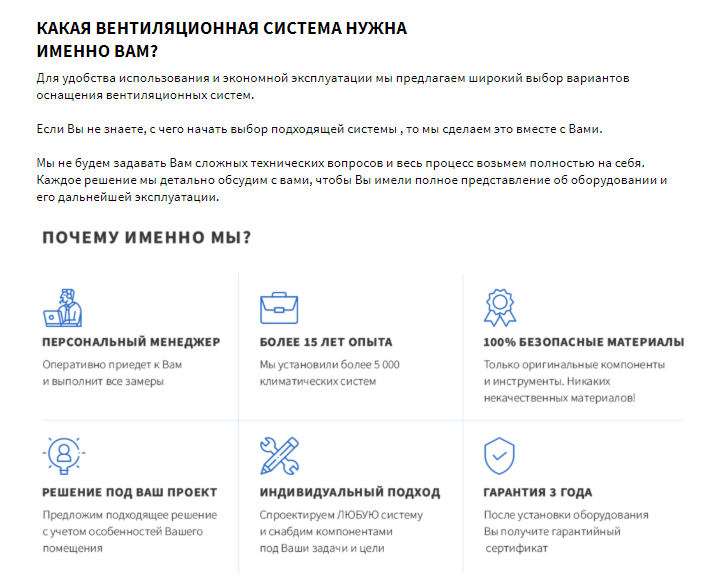 КАКАЯ ВЕНТИЛЯЦИОННАЯ СИСТЕМА НУЖНА
ИМЕННО ВАМ?
Для удобства использования и экономной эксплуатации мы предлагаем широкий выбор вариантов
оснащения вентиляционных систем.
Если Вы не знаете, с чего начать выбор подходящей системы , то мы сделаем это вместе с Вами.
Мы не будем задавать Вам сложных технических вопросов и весь процесс возьмем полностью на себя.
Каждое решение мы детально обсудим с вами, чтобы Вы имели полное представление об оборудовании и
его дальнейшей эксплуатации.
ПОЧЕМУ ИМЕННО МЫ?
ПЕРСОНАЛЬНЫЙ МЕНЕДЖЕР
Оперативно приедет к Вам
и выполнит все замеры
БОЛЕЕ 15 ЛЕТ ОПЫТА
Мы установили более 5 000
климатических систем
100% БЕЗОПАСНЫЕ МАТЕРИАЛЫ
Только оригинальные компоненты
и инструменты. Никаких
некачественных материалов!
РЕШЕНИЕ ПОД ВАШ ПРОЕКТ
Предложим подходящее решение
с учетом особенностей Вашего
помещения
ИНДИВИДУАЛЬНЫЙ ПОДХОД
Спроектируем ЛЮБУЮ систему
и снабдим компонентами
под Ваши задачи и цели
ГАРАНТИЯ 3 ГОДА
После установки оборудования
Вы получите гарантийный
сертификат